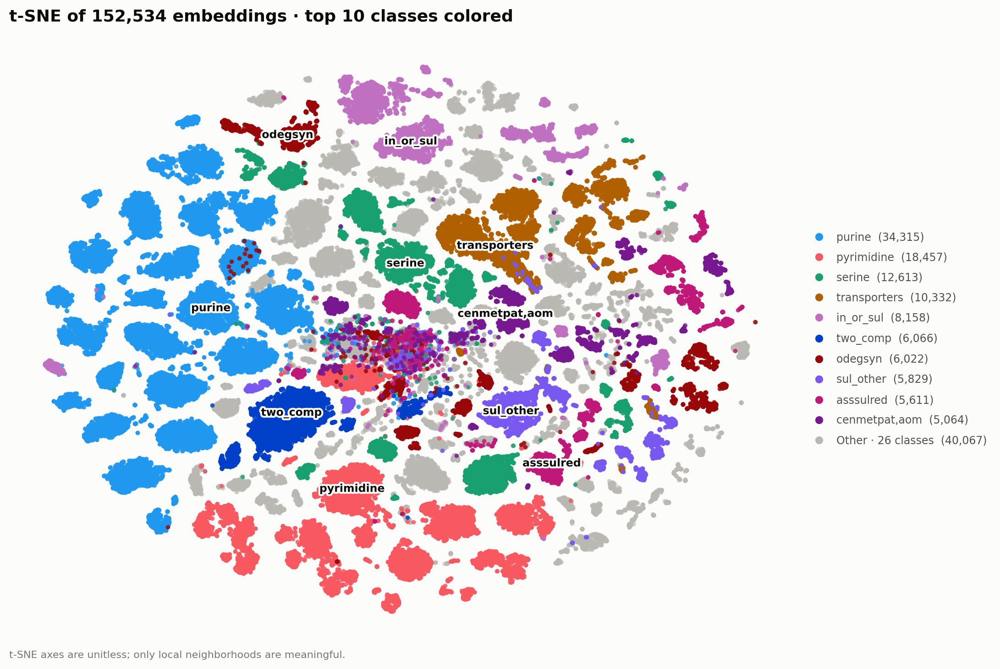 t-SNE of 152,534 embeddings · top 10 classes colored
odegsyn
in_or_sul
transporters
serine
purine
cenmetpat,aom
two_comp
sul_other
asssulred
pyrimidine
purine (34,315)
pyrimidine (18,457)
serine (12,613)
transporters (10,332)
in_or_sul (8,158)
two_comp (6,066)
odegsyn (6,022)
sul_other (5,829)
asssulred (5,611)
cenmetpat,aom (5,064)
Other · 26 classes (40,067)
t-SNE axes are unitless; only local neighborhoods are meaningful.